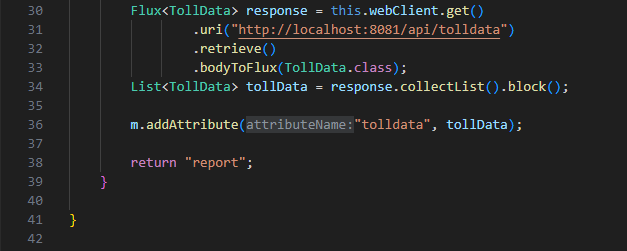 30 Flux<TollData> response = this.webClient.get()
31 .uri("http://localhost:8081/api/tolldata")
32 .retrieve()
33 .bodyToFlux(TollData.class);
34 List<TollData> tollData = response.collectList().block();
35
36 m.addAttribute(attributeName:"tolldata", tollData);
37
38 return "report";
39 }
40
41 }
42